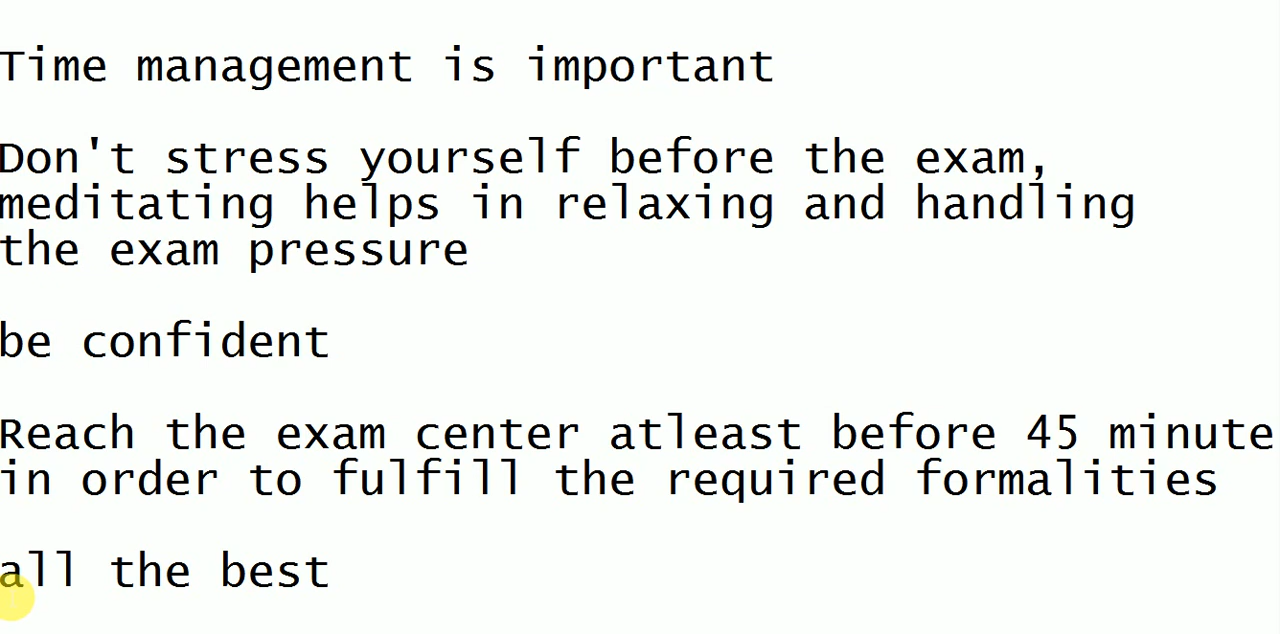 Time management is important
Don't stress yourself before the exam,
meditating helps in relaxing and handling
the exam pressure
be confident
Reach the exam center atleast before 45 minute
in order to fulfill the required formalities
all the best